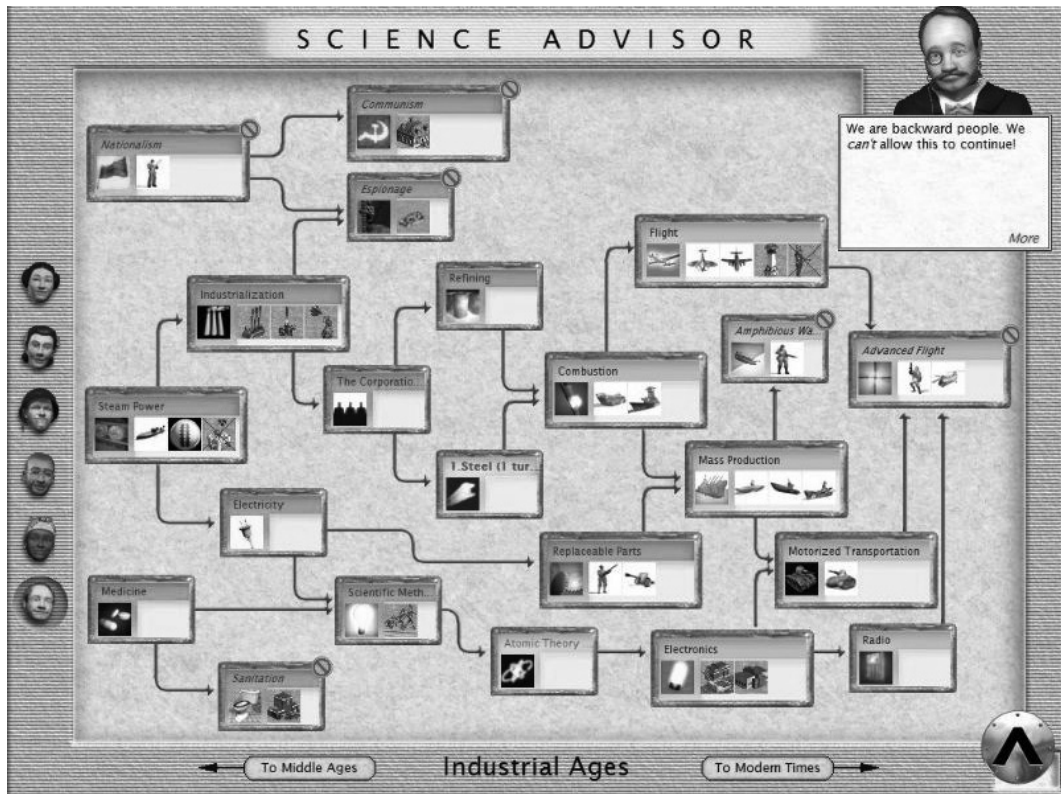 SCIENCE ADVISOR
We are backward people. We
can't allow this to continue!
More
Communism
Nationalism
Espionage
Flight
Industrialization
Refining
Amphibious Wa...
Advanced Flight
The Corporatio...
Combustion
Steam Power
1.Steel (1 tur...
Mass Production
Electricity
Replaceable Parts
Motorized Transportation
Medicine
Scientific Meth...
Atomic Theory
Electronics
Radio
Sanitation
To Middle Ages
Industrial Ages
To Modern Times